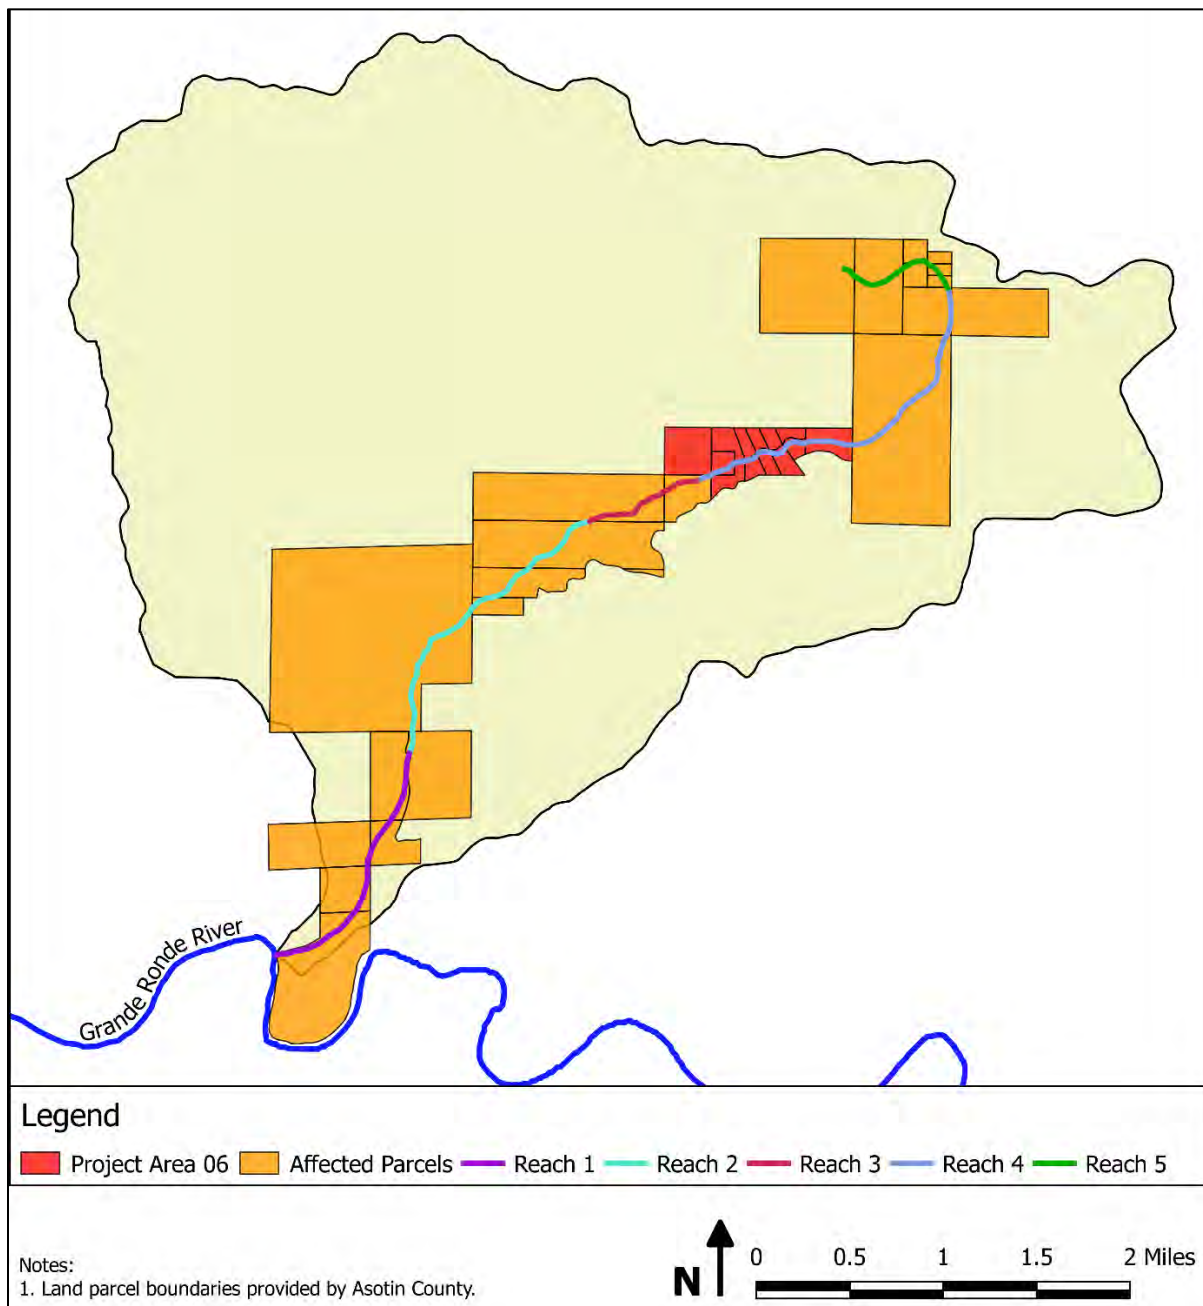 Grande Ronde River
Legend
Project Area 06 Affected Parcels Reach 1 Reach 2 Reach 3 Reach 4 Reach 5
Notes:
1. Land parcel boundaries provided by Asotin County.
N
0 0.5 1 1.5 2 Miles